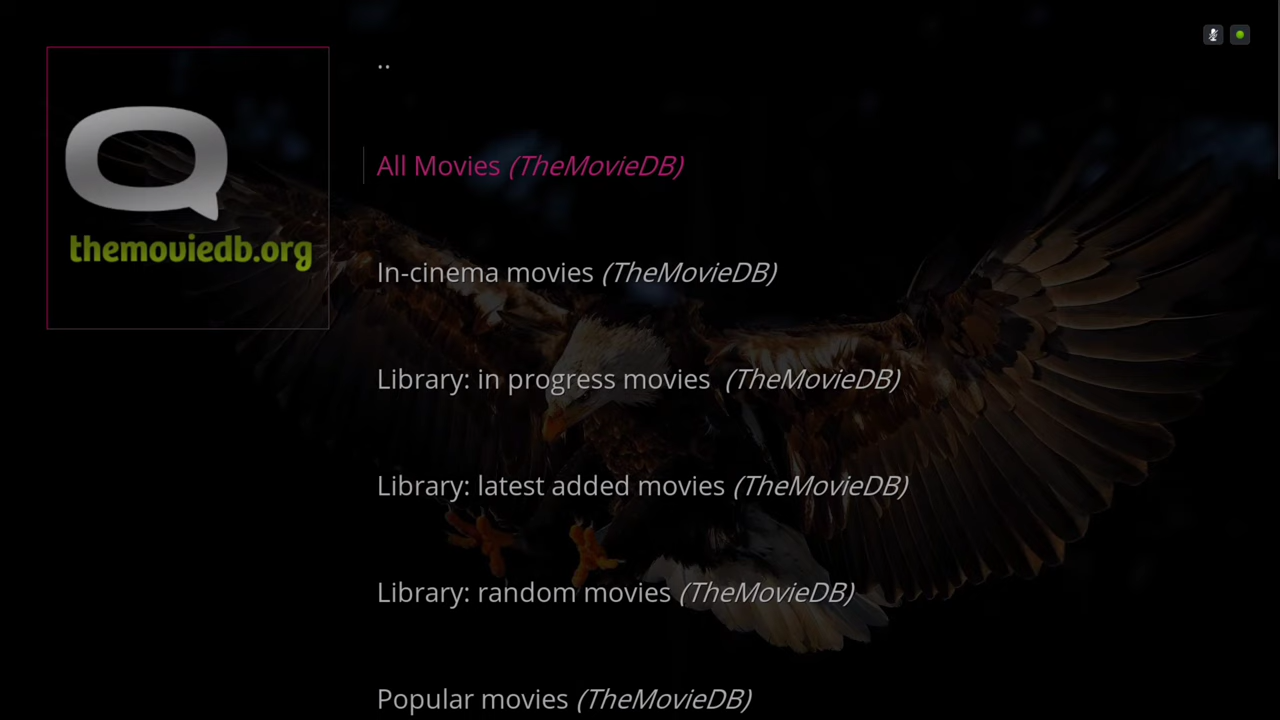 themoviedb.org
..
All Movies (TheMovieDB)
In-cinema movies (TheMovieDB)
Library: in progress movies (TheMovieDB)
Library: latest added movies (TheMovieDB)
Library: random movies (TheMovieDB)
Popular movies (TheMovieDB)